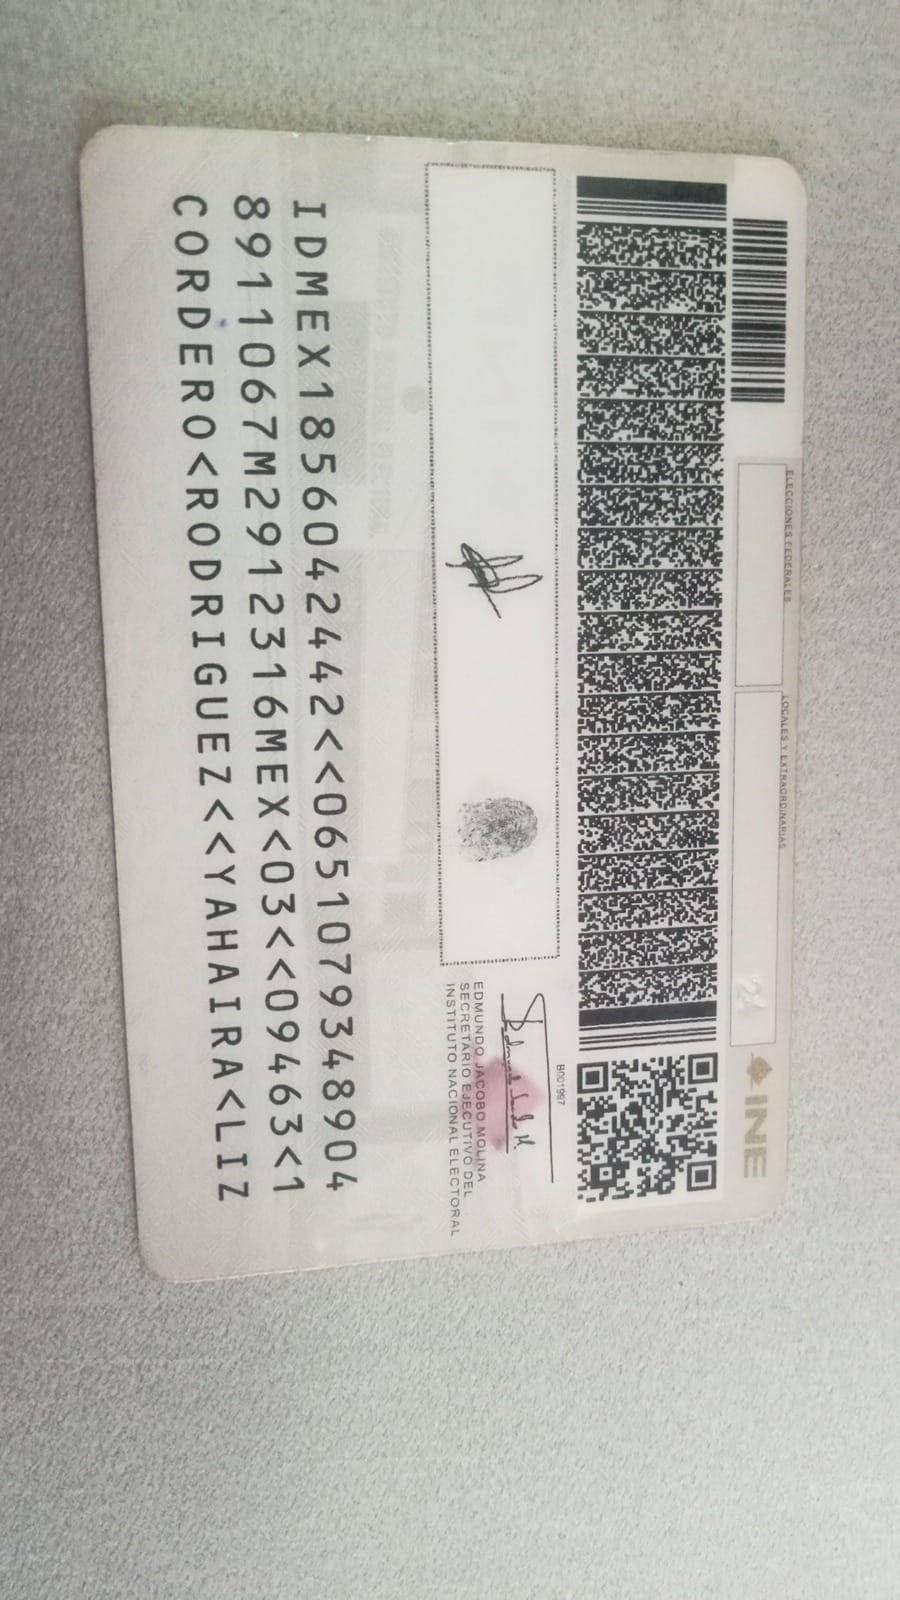 ELECCIONES FEDERALES
LOCALES Y EXTRAORDINARIAS
24
INE
B001997
EDMUNDO JACOBO MOLINA
SECRETARIO EJECUTIVO DEL
INSTITUTO NACIONAL ELECTORAL
IDMEX1856042442<<0651079348904
8911067M2912316MEX<03<<09463<1
CORDERO<RODRIGUEZ<<YAHAIRA<LIZ